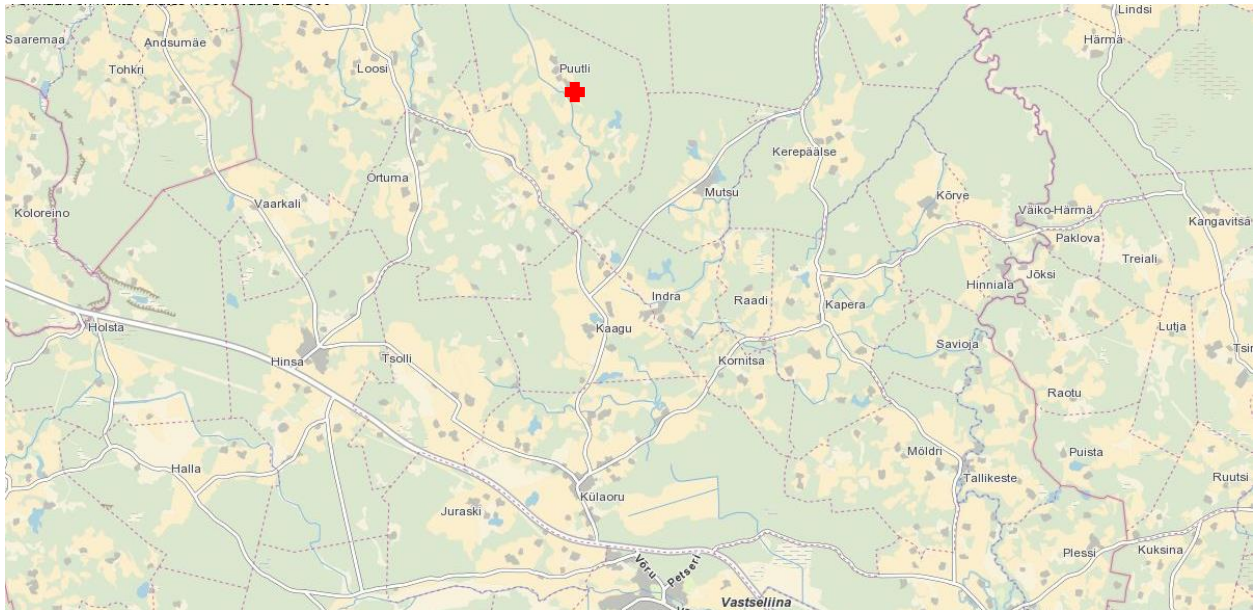 Lindsi
Saaremaa
Andsumäe
Härmä
Tohkri
Loosi
Puutli
Kerepäälse
Ortuma
Mutsu
Vaarkali
Kõrve
Koloreino
Väiko-Härmä
Kangavitsa
Paklova
Treiali
Jõksi
Hinniala
Indra
Raadi
Kapera
Holsta
Kaagu
Lutja
Savioja
Hinsa
Tsolli
Kornitsa
Raotu
Halla
Möldri
Puista
Tallikeste
Ruutsi
Külaoru
Juraski
Plessi
Kuksina
Võru
Petseri
Vastseliina